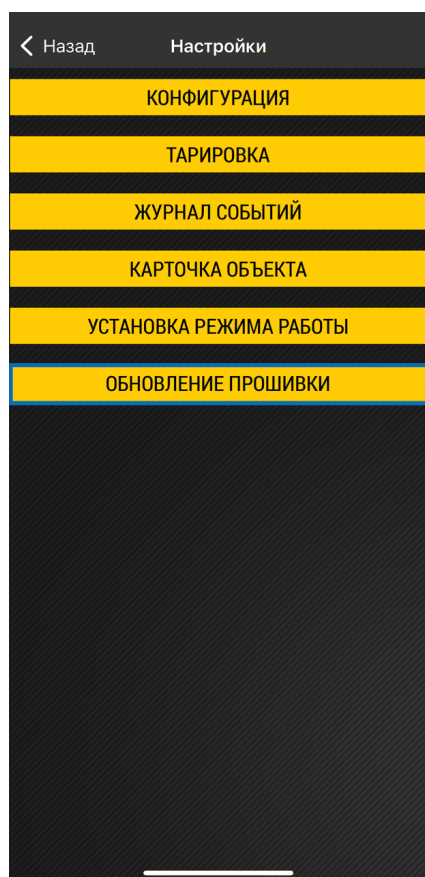 Назад
Настройки
КОНФИГУРАЦИЯ
ТАРИРОВКА
ЖУРНАЛ СОБЫТИЙ
КАРТОЧКА ОБЪЕКТА
УСТАНОВКА РЕЖИМА РАБОТЫ
ОБНОВЛЕНИЕ ПРОШИВКИ